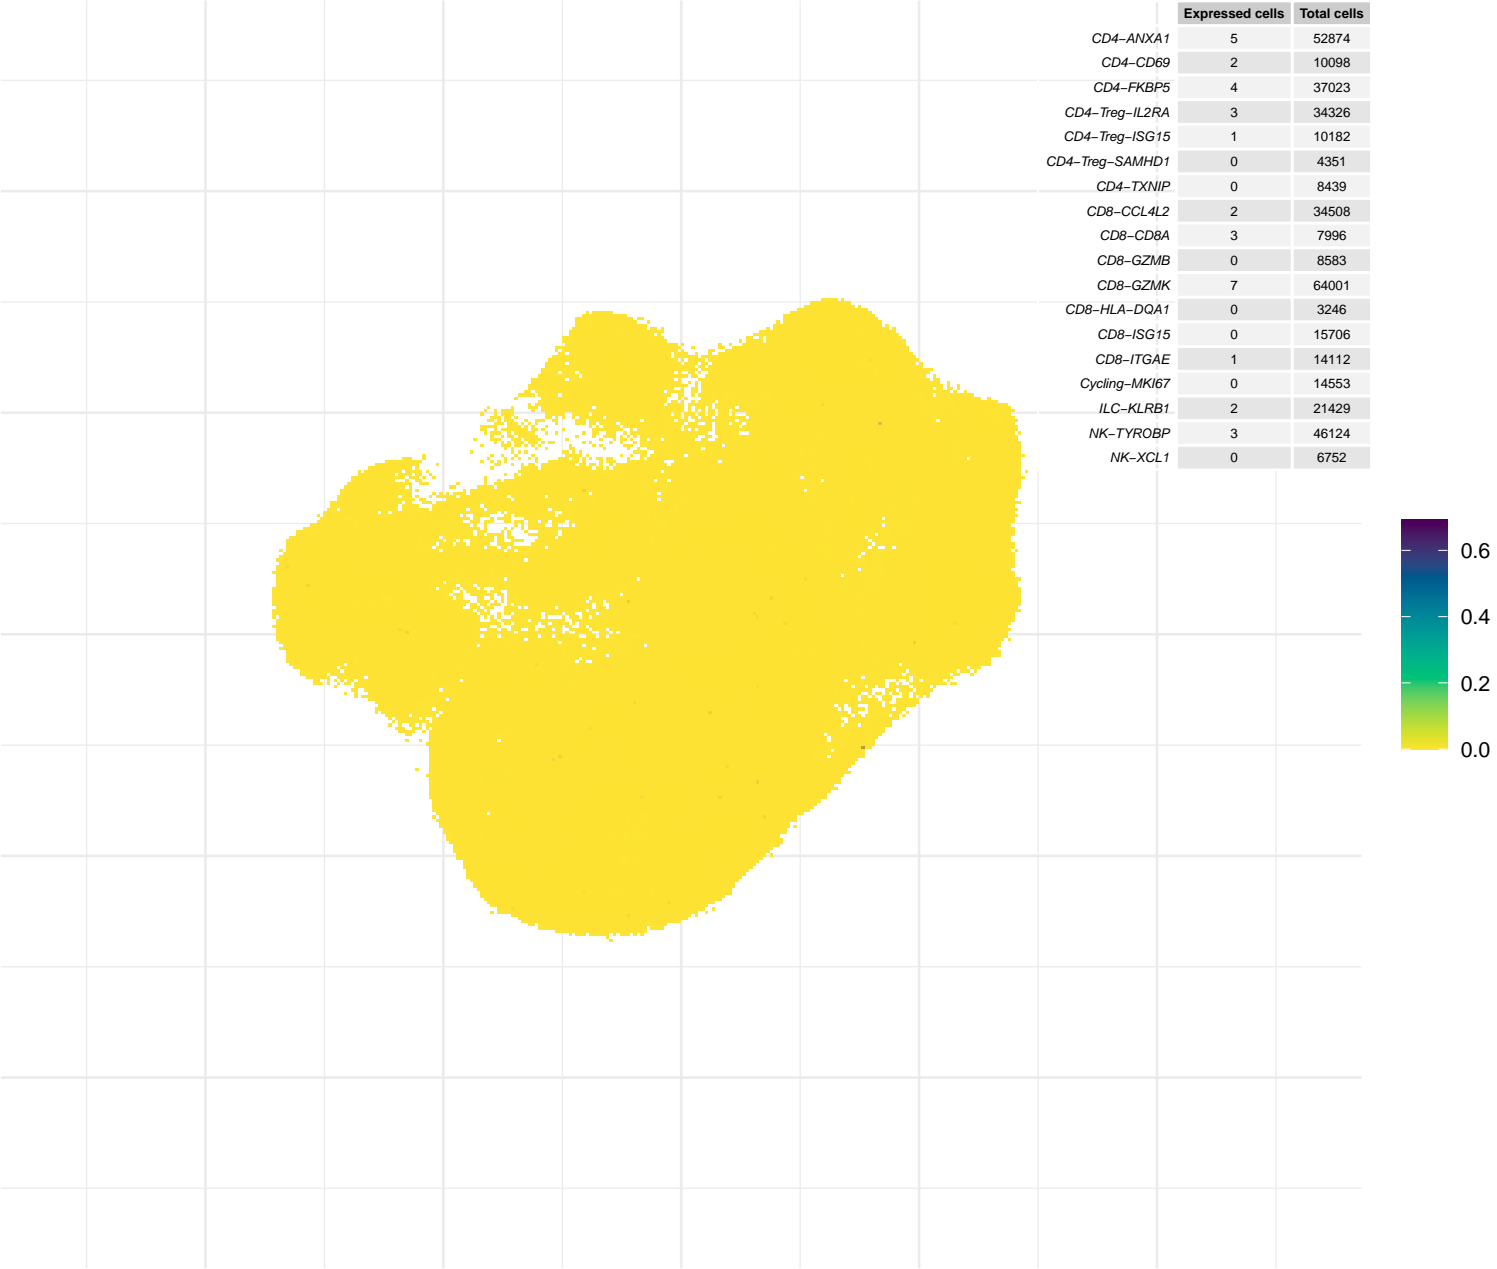 Expressed cells Total cells
CD4−ANXA1 5 52874
CD4−CD69 2 10098
CD4−FKBP5 4 37023
CD4−Treg−IL2RA 3 34326
CD4−Treg−ISG15 1 10182
CD4−Treg−SAMHD1 0 4351
CD4−TXNIP 0 8439
CD8−CCL4L2 2 34508
CD8−CD8A 3 7996
CD8−GZMB 0 8583
CD8−GZMK 7 64001
CD8−HLA−DQA1 0 3246
CD8−ISG15 0 15706
CD8−ITGAE 1 14112
Cycling−MKI67 0 14553
ILC−KLRB1 2 21429
NK−TYROBP 3 46124
NK−XCL1 0 6752
0.6
0.4
0.2
0.0